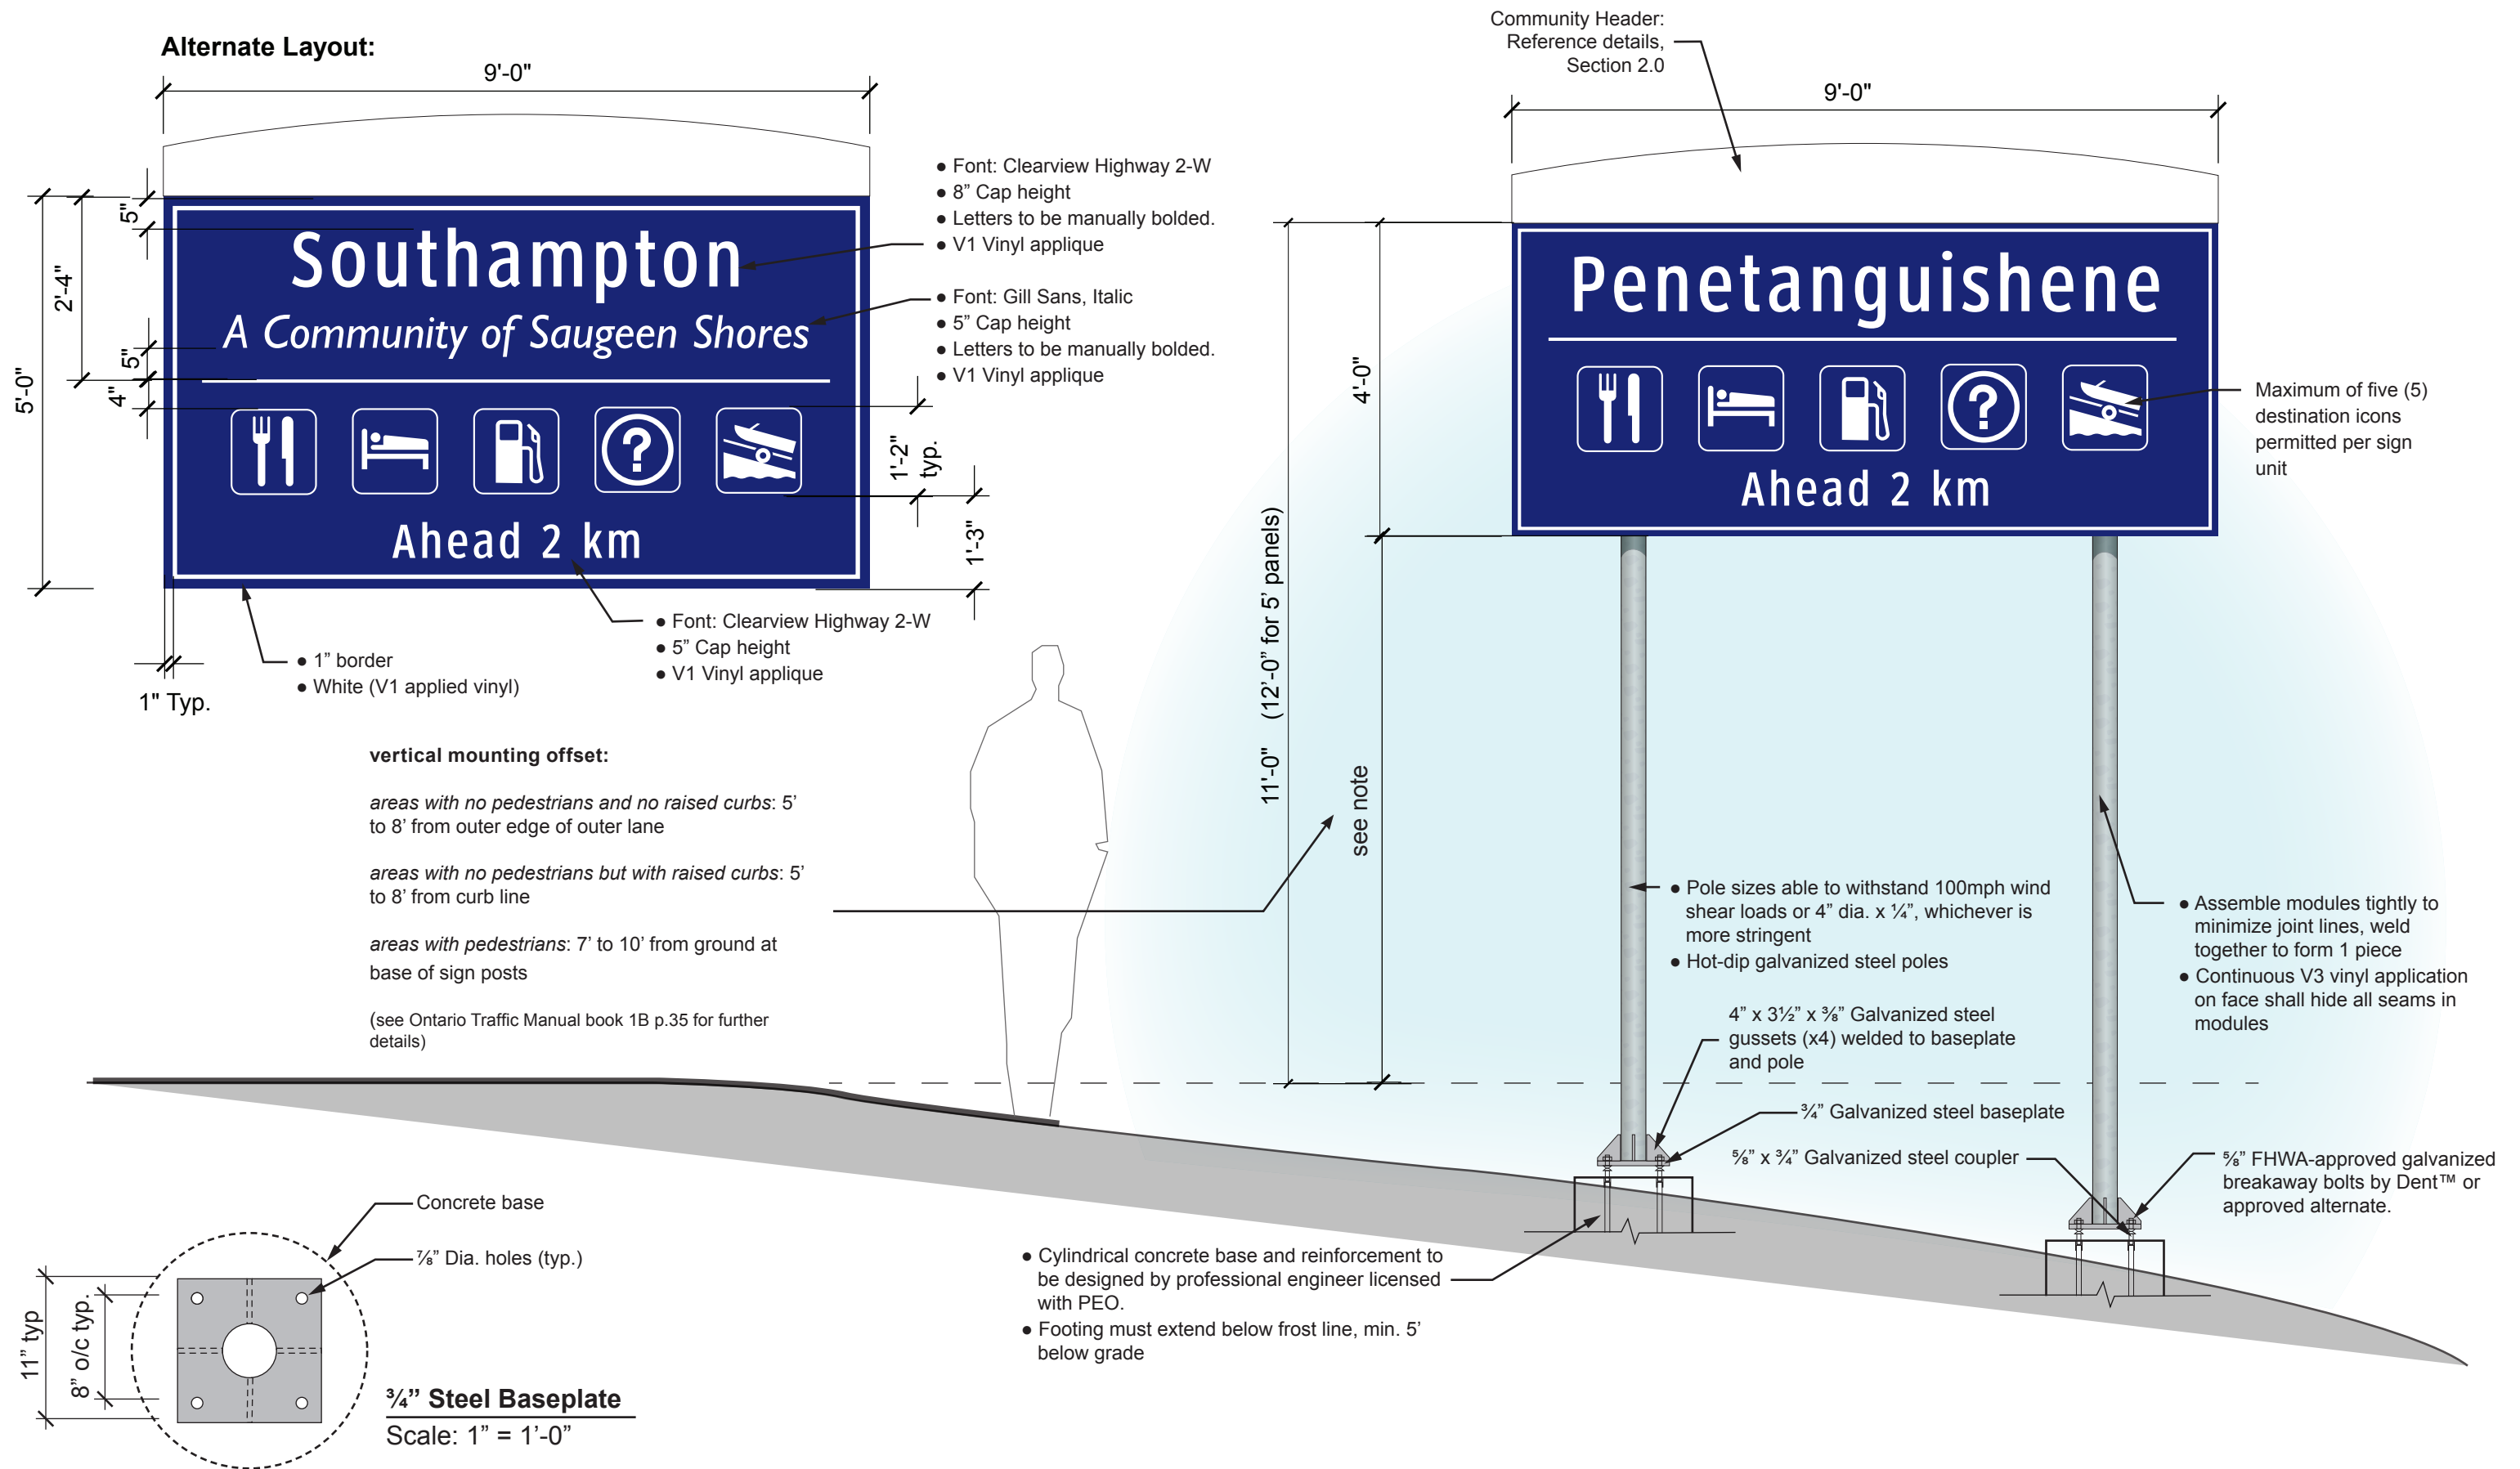 Alternate Layout:
9'-0"
5'-0"
2'-4"
5"
5"
4"
Southampton
A Community of Saugeen Shores
Ahead 2 km
1'-2"
typ.
1'-3"
1" Typ.
● Font: Clearview Highway 2-W
● 8” Cap height
● Letters to be manually bolded.
● V1 Vinyl applique
● Font: Gill Sans, Italic
● 5” Cap height
● Letters to be manually bolded.
● V1 Vinyl applique
● Font: Clearview Highway 2-W
● 5” Cap height
● V1 Vinyl applique
● 1” border
● White (V1 applied vinyl)
Community Header:
Reference details,
Section 2.0
9'-0"
Penetanguishene
Ahead 2 km
4'-0"
11'-0" (12’-0” for 5’ panels)
see note
Maximum of five (5)
destination icons
permitted per sign
unit
vertical mounting offset:
areas with no pedestrians and no raised curbs: 5’
to 8’ from outer edge of outer lane
areas with no pedestrians but with raised curbs: 5’
to 8’ from curb line
areas with pedestrians: 7’ to 10’ from ground at
base of sign posts
(see Ontario Traffic Manual book 1B p.35 for further
details)
● Pole sizes able to withstand 100mph wind
shear loads or 4” dia. x ¼”, whichever is
more stringent
● Hot-dip galvanized steel poles
● Assemble modules tightly to
minimize joint lines, weld
together to form 1 piece
● Continuous V3 vinyl application
on face shall hide all seams in
modules
4” x 3½” x ⅜” Galvanized steel
gussets (x4) welded to baseplate
and pole
¾” Galvanized steel baseplate
⅝” x ¾” Galvanized steel coupler
⅝” FHWA-approved galvanized
breakaway bolts by Dent™ or
approved alternate.
● Cylindrical concrete base and reinforcement to
be designed by professional engineer licensed
with PEO.
● Footing must extend below frost line, min. 5’
below grade
Concrete base
⅞” Dia. holes (typ.)
11” typ
8” o/c typ.
¾” Steel Baseplate
Scale: 1” = 1’-0”